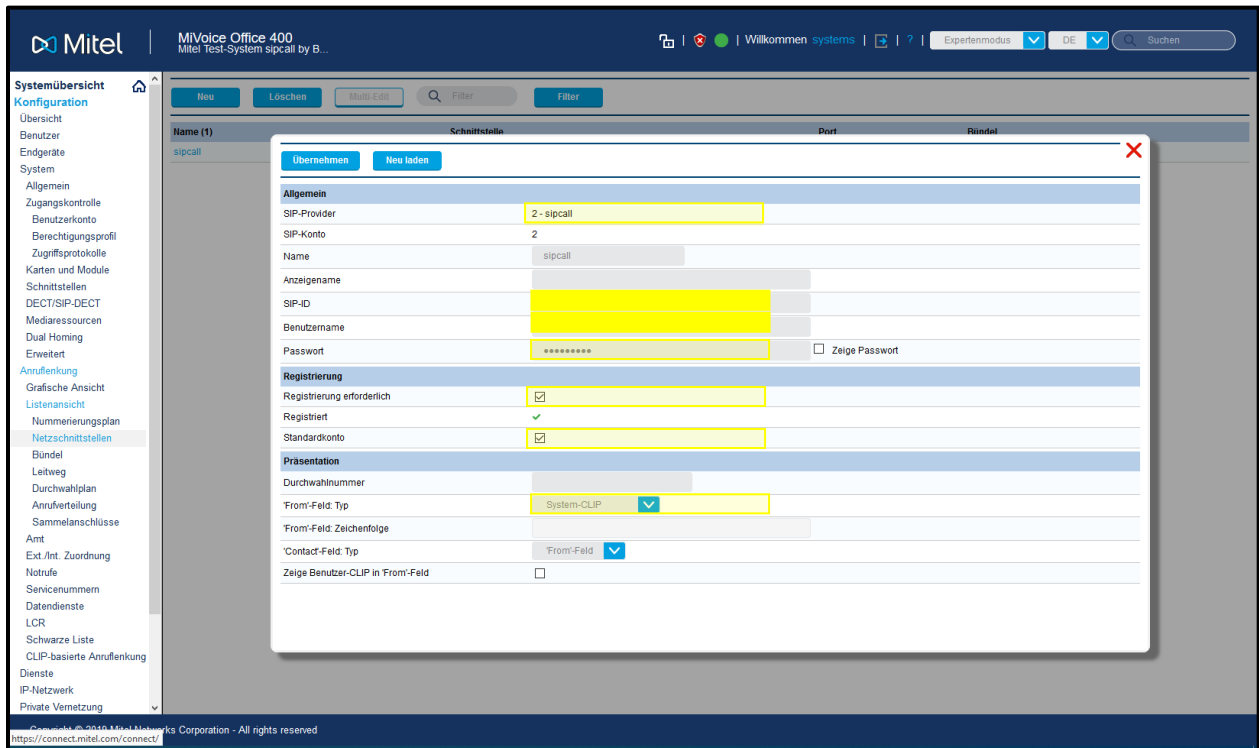 Mitel
MiVoice Office 400
Mitel Test-System sipcall by B...
| Willkommen systems | | ? | Expertenmodus DE Suchen
Systemübersicht
Konfiguration
Übersicht
Benutzer
Endgeräte
System
Allgemein
Zugangskontrolle
Benutzerkonto
Berechtigungsprofil
Zugriffsprotokolle
Karten und Module
Schnittstellen
DECT/SIP-DECT
Mediaressourcen
Dual Homing
Erweitert
Anruflenkung
Grafische Ansicht
Listenansicht
Nummerierungsplan
Netzschnittstellen
Bündel
Leitweg
Durchwahlplan
Anrufverteilung
Sammelanschlüsse
Amt
Ext./Int. Zuordnung
Notrufe
Servicenummern
Datendienste
LCR
Schwarze Liste
CLIP-basierte Anruflenkung
Dienste
IP-Netzwerk
Private Vernetzung
Neu Löschen Multi-Edit Filter Filter
Name (1) Schnittstelle Port Bündel
sipcall
Übernehmen Neu laden
Allgemein
SIP-Provider 2 - sipcall
SIP-Konto 2
Name sipcall
Anzeigename
SIP-ID
Benutzername
Passwort ●●●●●●●●● Zeige Passwort
Registrierung
Registrierung erforderlich
Registriert
Standardkonto
Präsentation
Durchwahlnummer
'From'-Feld: Typ System-CLIP
'From'-Feld: Zeichenfolge
'Contact'-Feld: Typ 'From'-Feld
Zeige Benutzer-CLIP in 'From'-Feld
Copyright © 2019 Mitel Networks Corporation - All rights reserved
https://connect.mitel.com/connect/